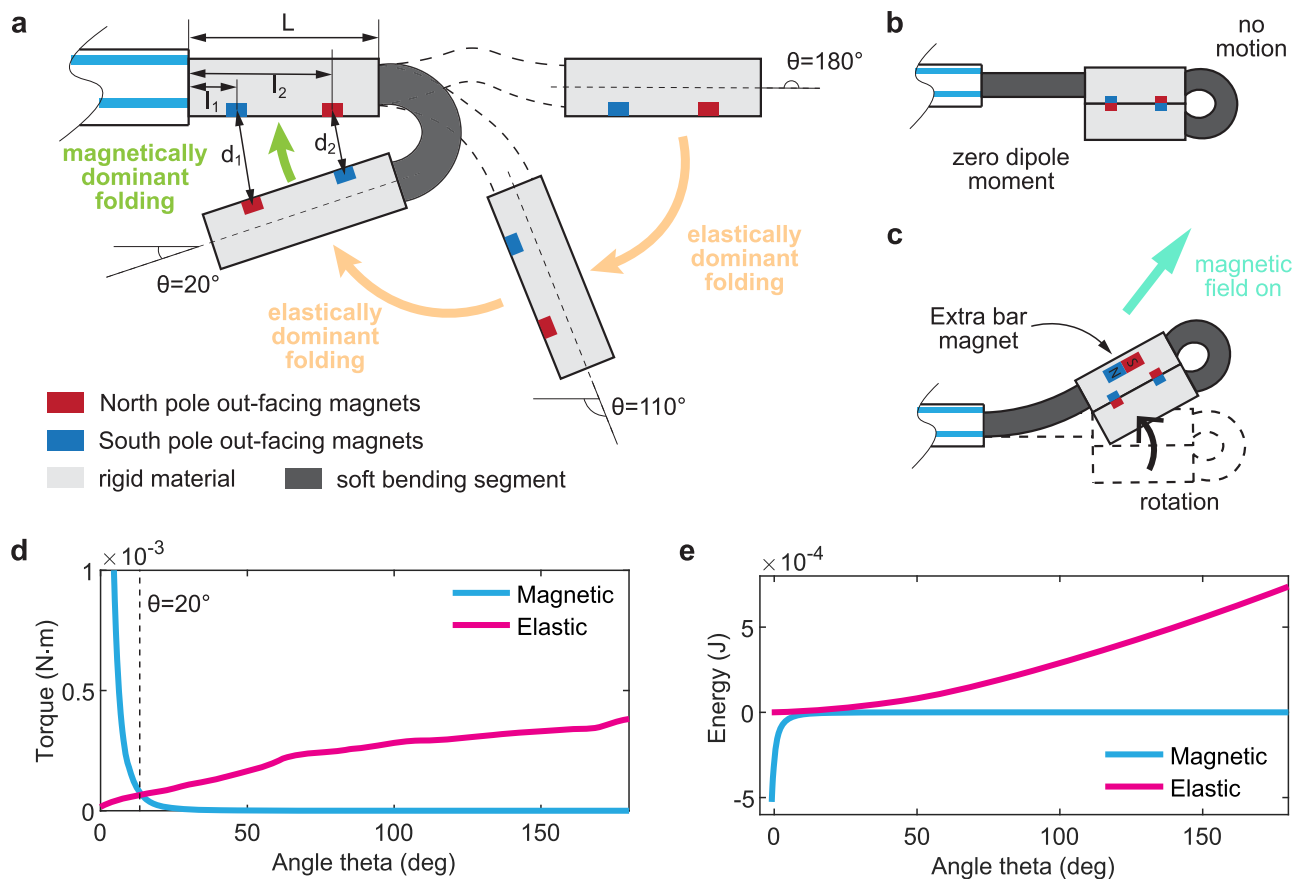 a
L
l₁
l₂
d₁
d₂
θ=180°
magnetically
dominant
folding
elastically
dominant
folding
θ=20°
elastically
dominant
folding
θ=110°
North pole out-facing magnets
South pole out-facing magnets
rigid material
soft bending segment
b
no
motion
zero dipole
moment
c
magnetic
field on
Extra bar
magnet
N S
rotation
d
×10⁻³
1
0.5
0
Torque (N·m)
θ=20°
Magnetic
Elastic
0 50 100 150
Angle theta (deg)
e
×10⁻⁴
5
0
-5
Energy (J)
Magnetic
Elastic
0 50 100 150
Angle theta (deg)